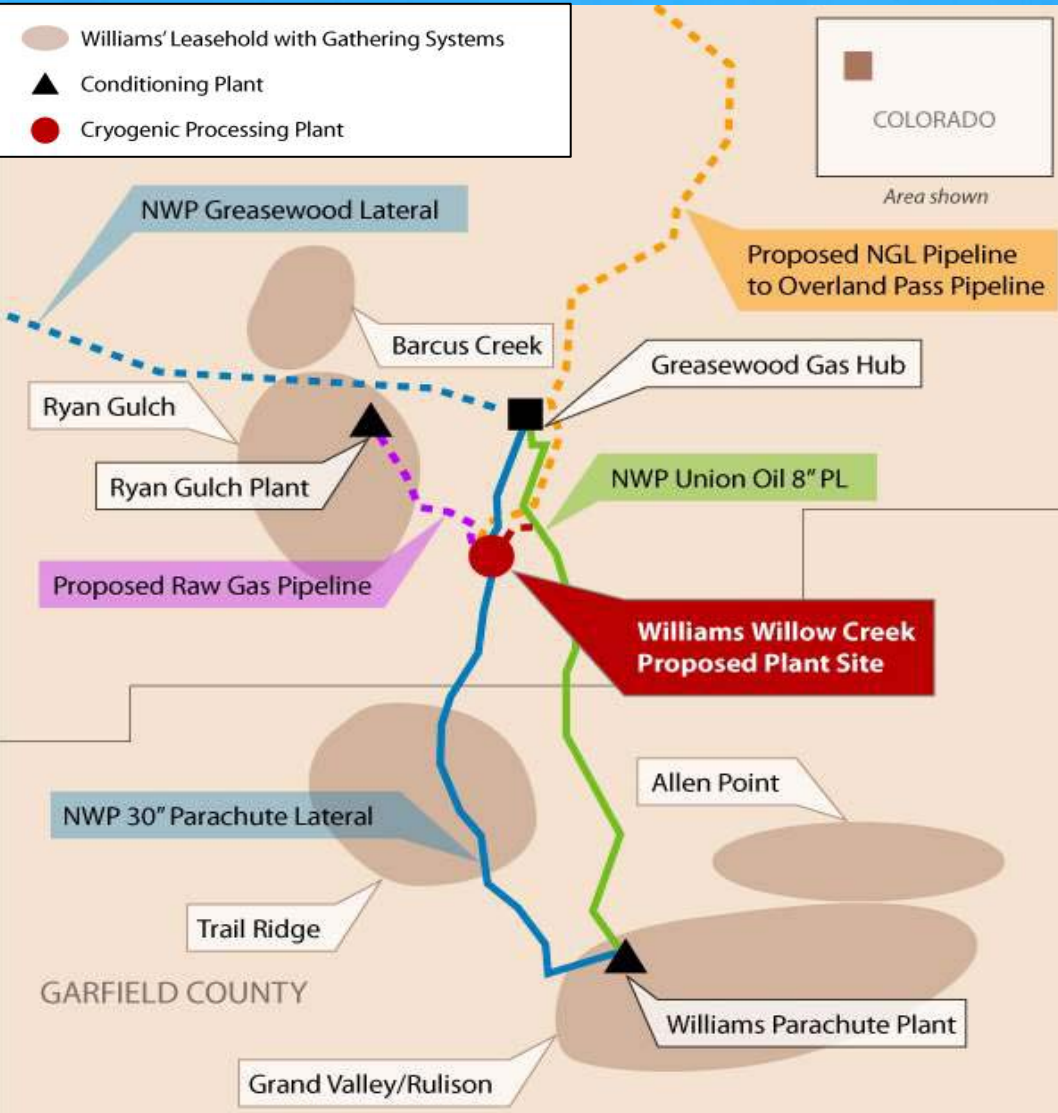 Williams' Leasehold with Gathering Systems
Conditioning Plant
Cryogenic Processing Plant
COLORADO
Area shown
NWP Greasewood Lateral
Proposed NGL Pipeline
to Overland Pass Pipeline
Barcus Creek
Greasewood Gas Hub
Ryan Gulch
Ryan Gulch Plant
NWP Union Oil 8" PL
Proposed Raw Gas Pipeline
Williams Willow Creek
Proposed Plant Site
Allen Point
NWP 30" Parachute Lateral
Trail Ridge
GARFIELD COUNTY
Williams Parachute Plant
Grand Valley/Rulison